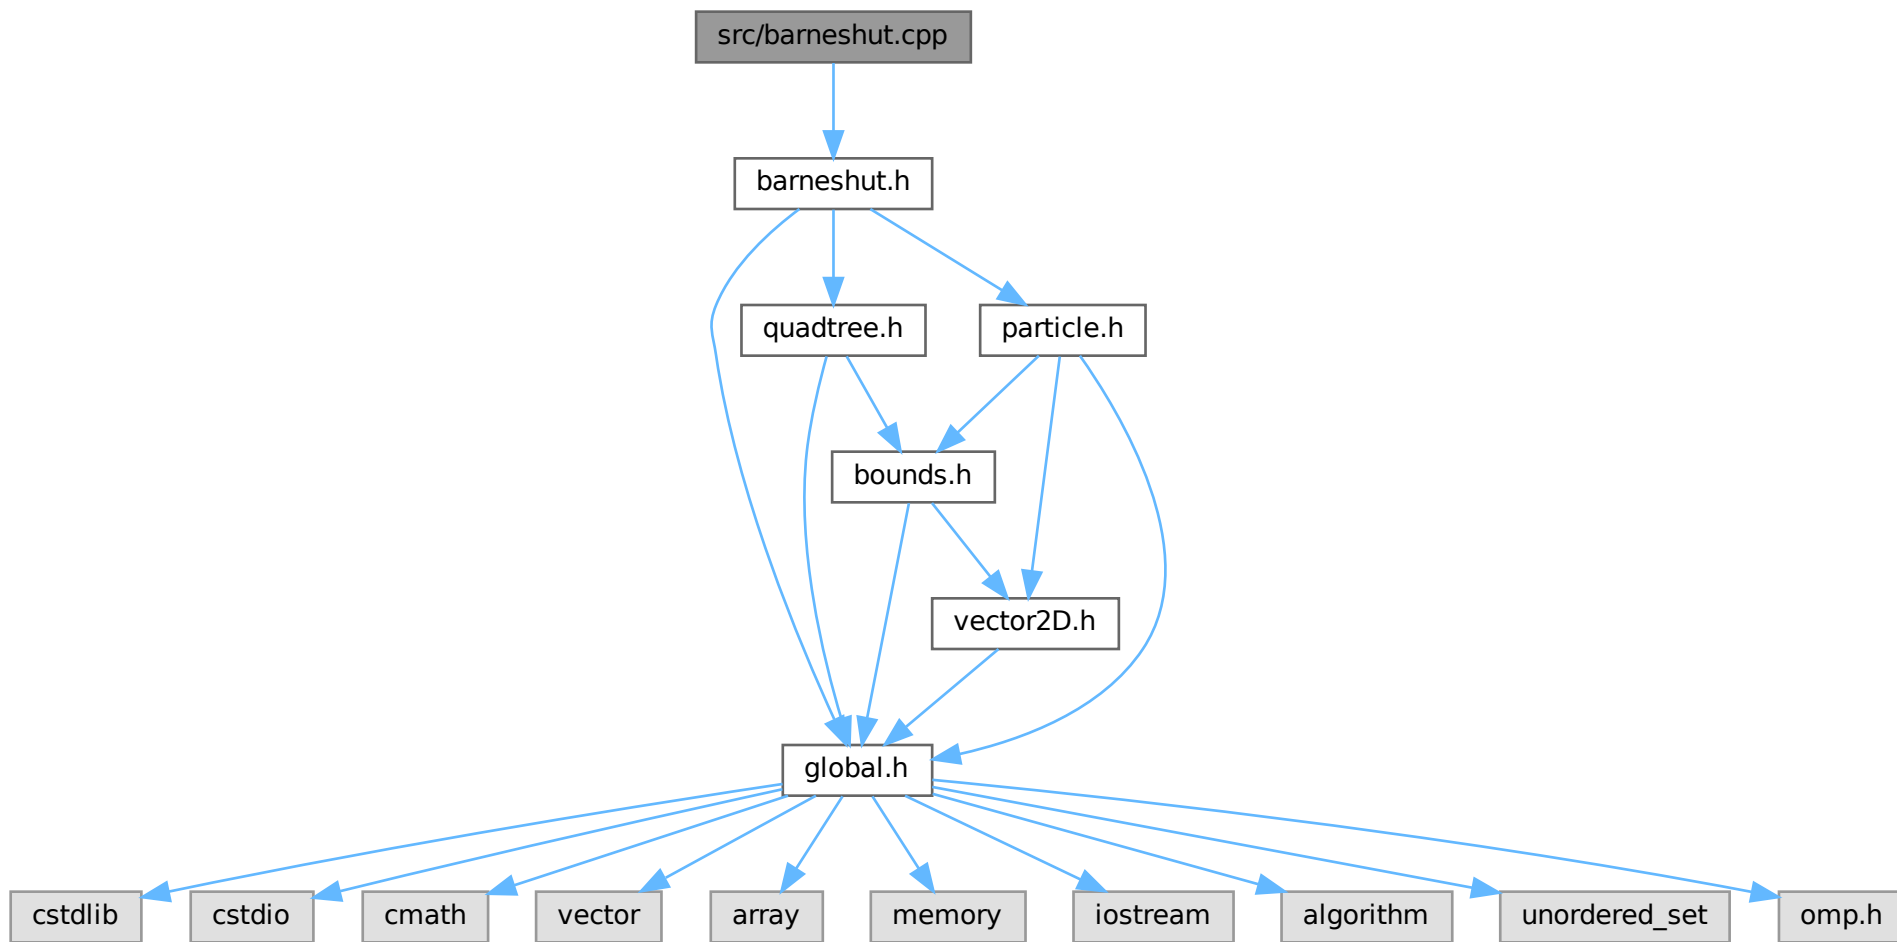 src/barneshut.cpp
barneshut.h
quadtree.h
particle.h
bounds.h
vector2D.h
global.h
cstdlib
cstdio
cmath
vector
array
memory
iostream
algorithm
unordered_set
omp.h